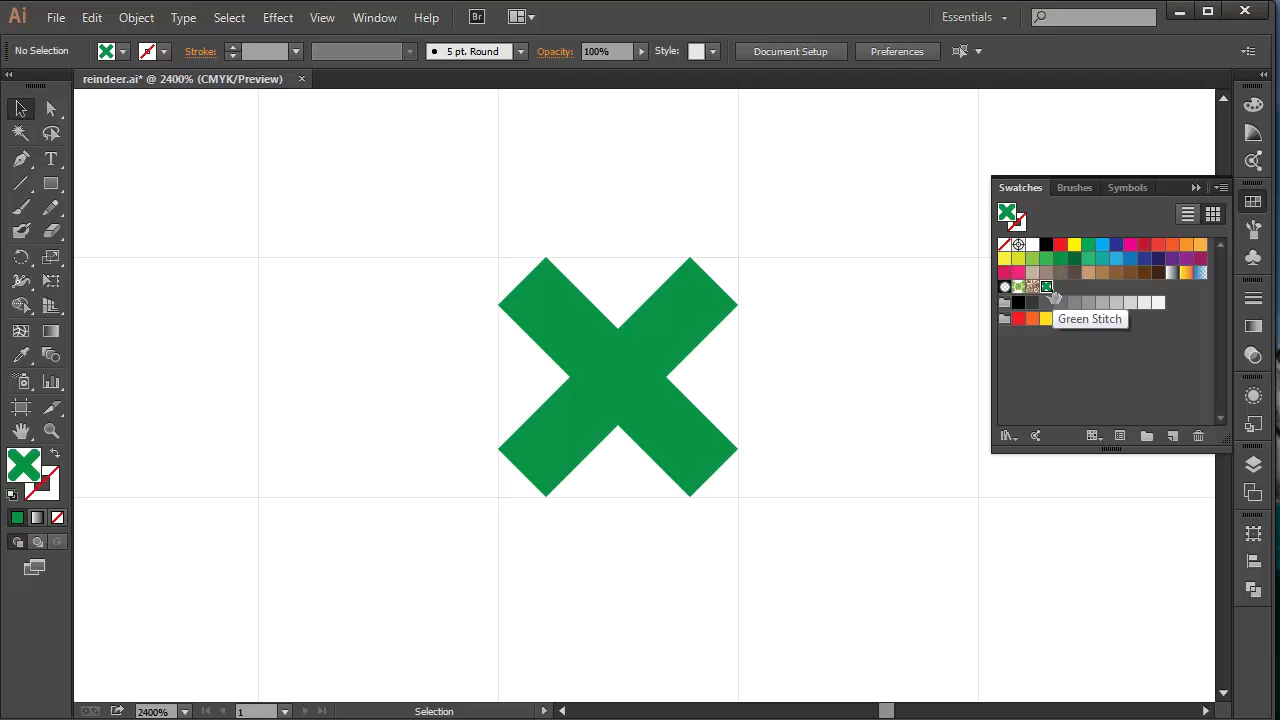 Ai File Edit Object Type Select Effect View Window Help Br Essentials
No Selection Stroke: 5 pt. Round Opacity: 100% Style: Document Setup Preferences
reindeer.ai* @ 2400% (CMYK/Preview)
Swatches Brushes Symbols
Green Stitch
T
2400% 1 Selection